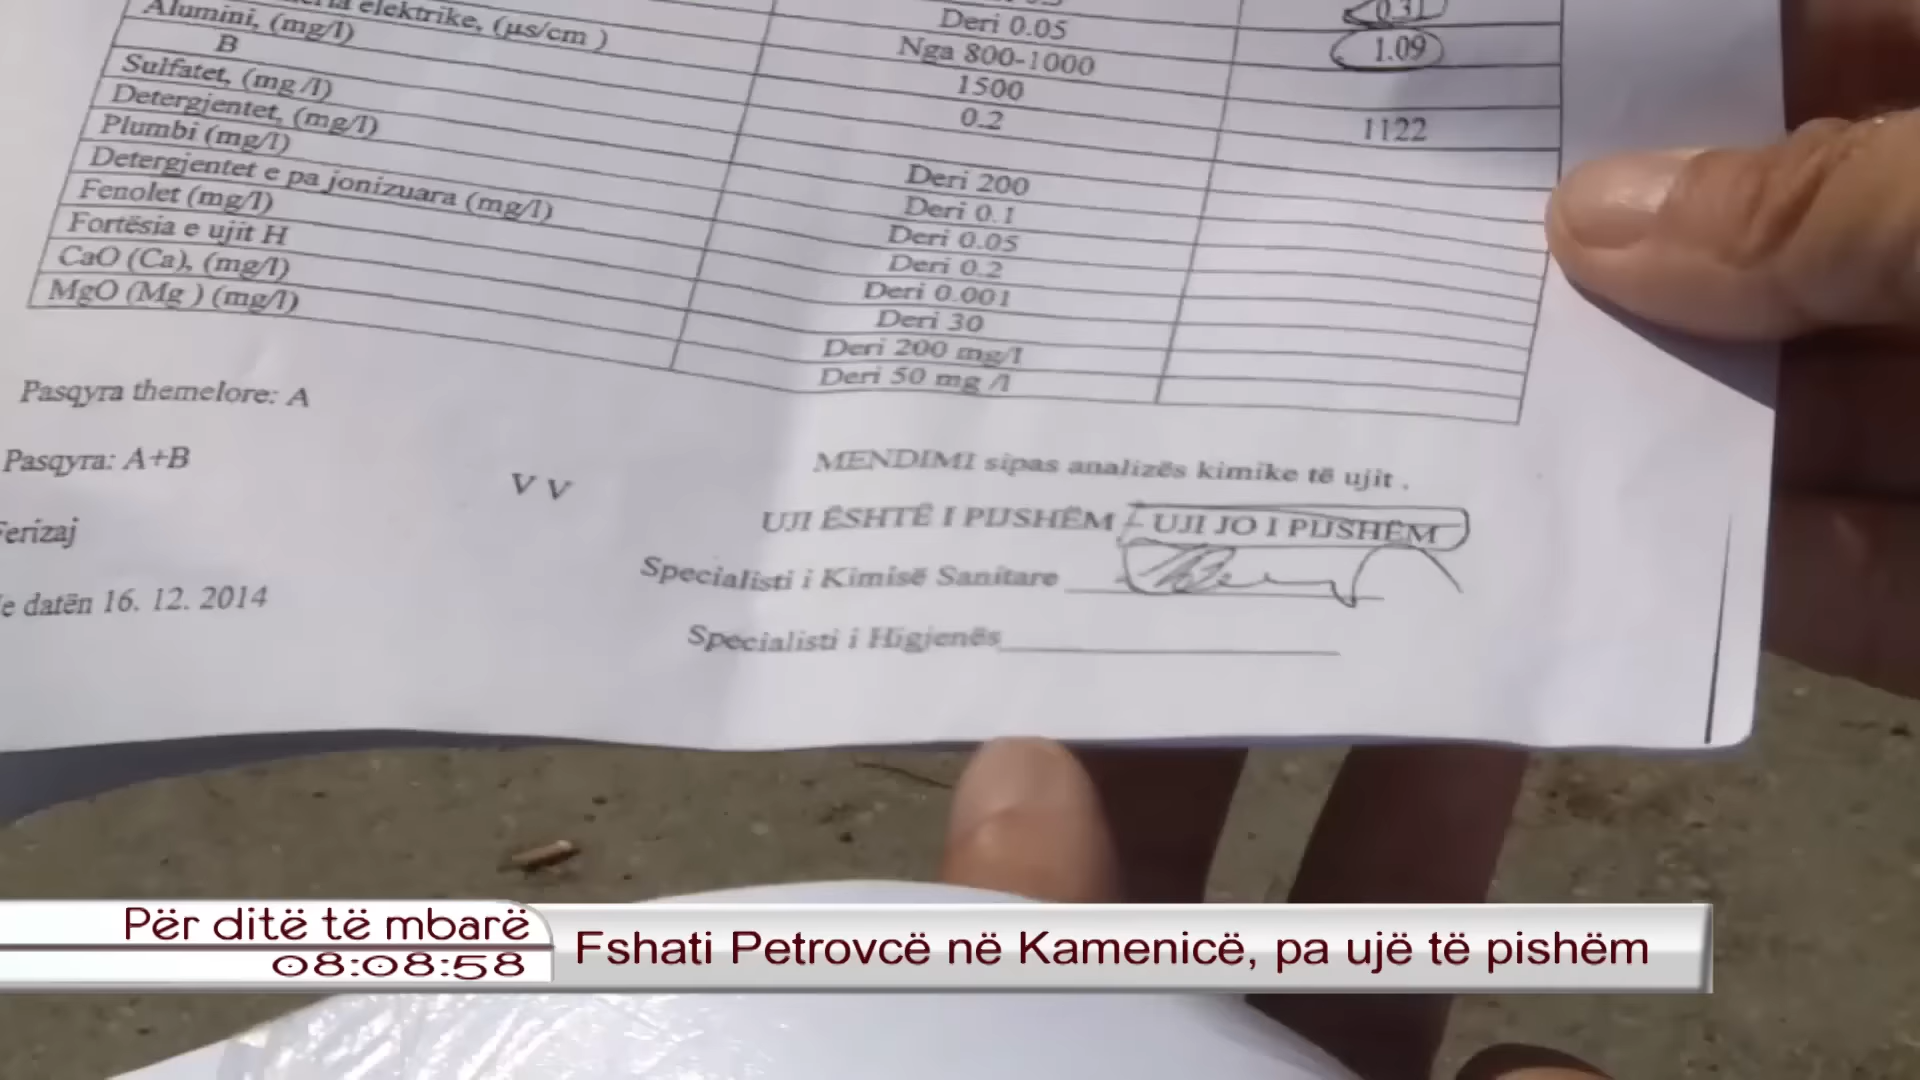 elektrike, (µs/cm )
Alumini, (mg/l)
B
Sulfatet, (mg /l)
Detergjentet, (mg/l)
Plumbi (mg/l)
Detergjentet e pa jonizuara (mg/l)
Fenolet (mg/l)
Fortësia e ujit H
CaO (Ca), (mg/l)
MgO (Mg ) (mg/l)
Deri 0.05
Nga 800-1000
1500
0.2
Deri 200
Deri 0.1
Deri 0.05
Deri 0.2
Deri 0.001
Deri 30
Deri 200 mg/l
Deri 50 mg /l
0.31
1.09
1122
Pasqyra themelore: A
Pasqyra: A+B
V V
Ferizaj
datën 16. 12. 2014
MENDIMI sipas analizës kimike të ujit .
UJI ËSHTË I PIJSHËM – UJI JO I PIJSHËM
Specialisti i Kimisë Sanitare
Specialisti i Higjenës
Për ditë të mbarë
08:08:58
Fshati Petrovcë në Kamenicë, pa ujë të pishëm